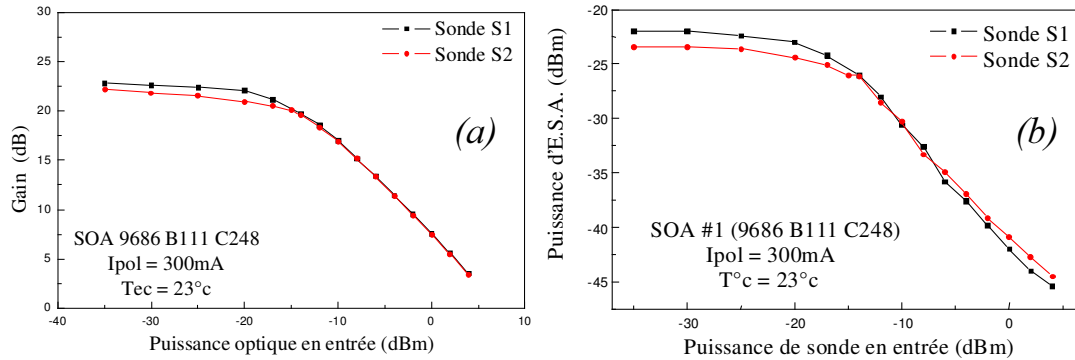 30
25
20
15
10
5
0
Gain (dB)
-40
-30
-20
-10
0
10
Puissance optique en entrée (dBm)
Sonde S1
Sonde S2
(a)
SOA 9686 B111 C248
Ipol = 300mA
Tec = 23°c
-20
-25
-30
-35
-40
-45
Puissance d'E.S.A. (dBm)
-30
-20
-10
0
Puissance de sonde en entrée (dBm)
Sonde S1
Sonde S2
(b)
SOA #1 (9686 B111 C248)
Ipol = 300mA
T°c = 23°c